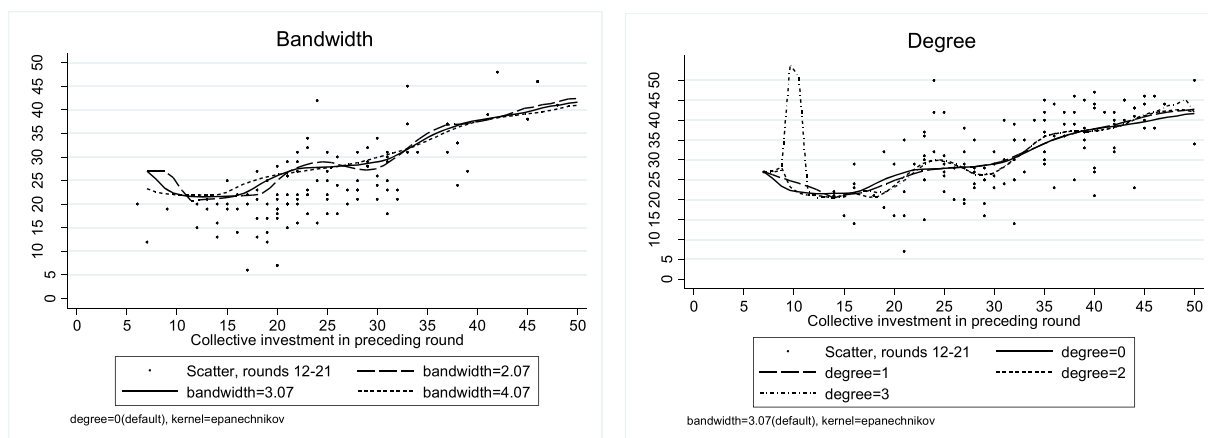 Bandwidth
50
45
40
35
30
25
20
15
10
5
0
0 5 10 15 20 25 30 35 40 45 50
Collective investment in preceding round
Scatter, rounds 12-21 bandwidth=2.07
bandwidth=3.07 bandwidth=4.07
degree=0(default), kernel=epanechnikov
Degree
50
45
40
35
30
25
20
15
10
5
0
0 5 10 15 20 25 30 35 40 45 50
Collective investment in preceding round
Scatter, rounds 12-21 degree=0
degree=1 degree=2
degree=3
bandwidth=3.07(default), kernel=epanechnikov